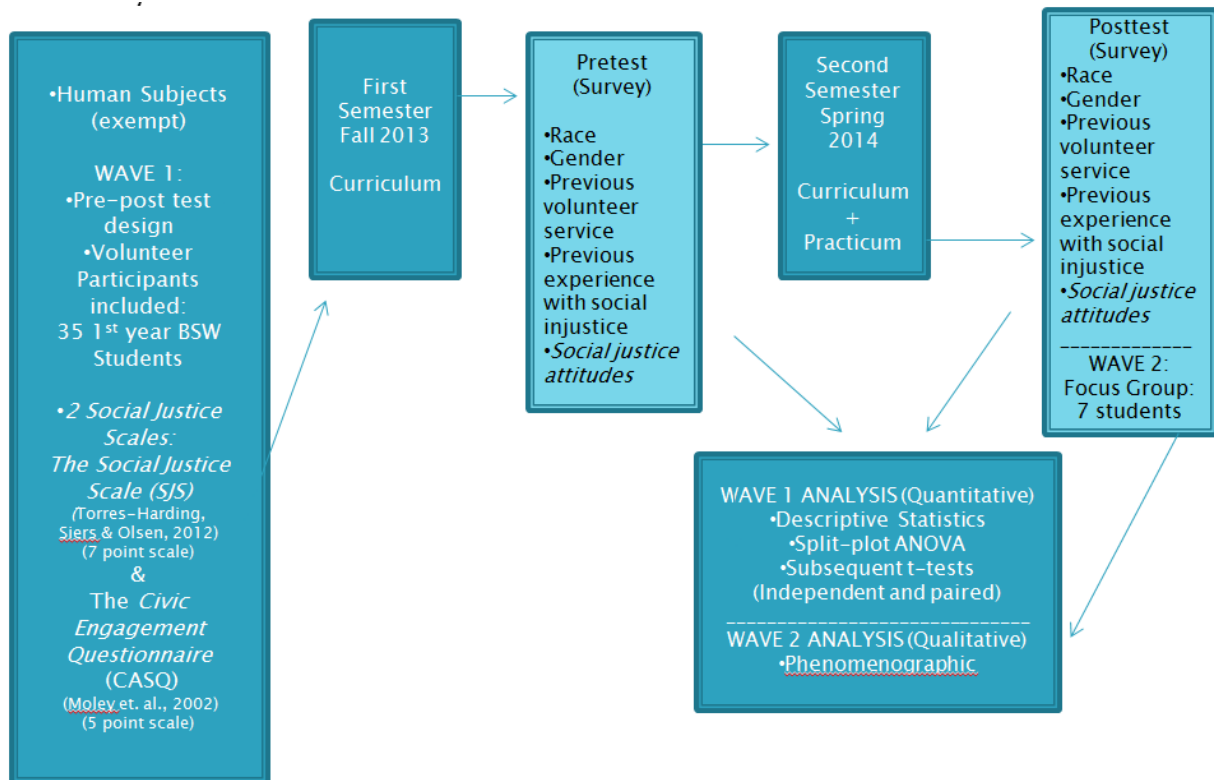 •Human Subjects
(exempt)
WAVE 1:
•Pre-post test
design
•Volunteer
Participants
included:
35 1st year BSW
Students
•2 Social Justice
Scales:
The Social Justice
Scale (SJS)
(Torres-Harding,
Siers & Olsen, 2012)
(7 point scale)
&
The Civic
Engagement
Questionnaire
(CASQ)
(Moley et. al., 2002)
(5 point scale)
First
Semester
Fall 2013
Curriculum
Pretest
(Survey)
•Race
•Gender
•Previous
volunteer
service
•Previous
experience
with social
injustice
•Social justice
attitudes
Second
Semester
Spring
2014
Curriculum
+
Practicum
Posttest
(Survey)
•Race
•Gender
•Previous
volunteer
service
•Previous
experience
with social
injustice
•Social justice
attitudes
_____________
WAVE 2:
Focus Group:
7 students
WAVE 1 ANALYSIS (Quantitative)
•Descriptive Statistics
•Split-plot ANOVA
•Subsequent t-tests
(Independent and paired)
______________________________
WAVE 2 ANALYSIS (Qualitative)
•Phenomenographic